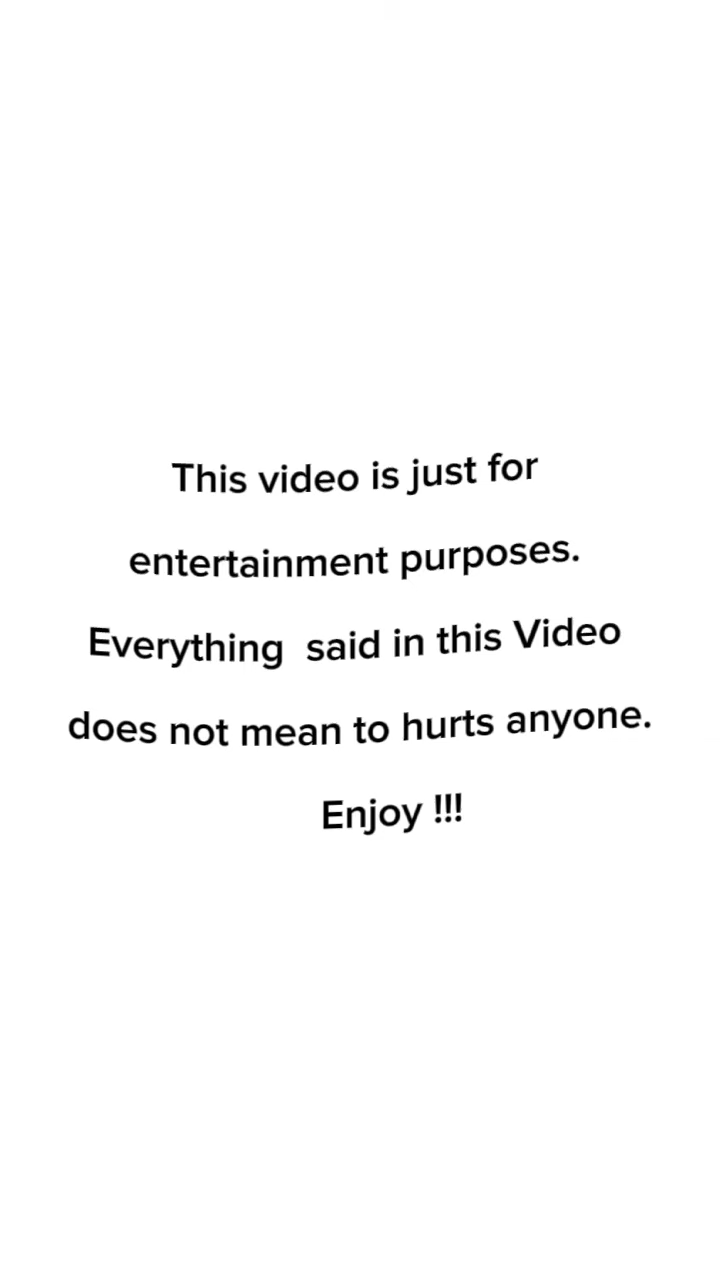 This video is just for
entertainment purposes.
Everything  said in this Video
does not mean to hurts anyone.
Enjoy !!!